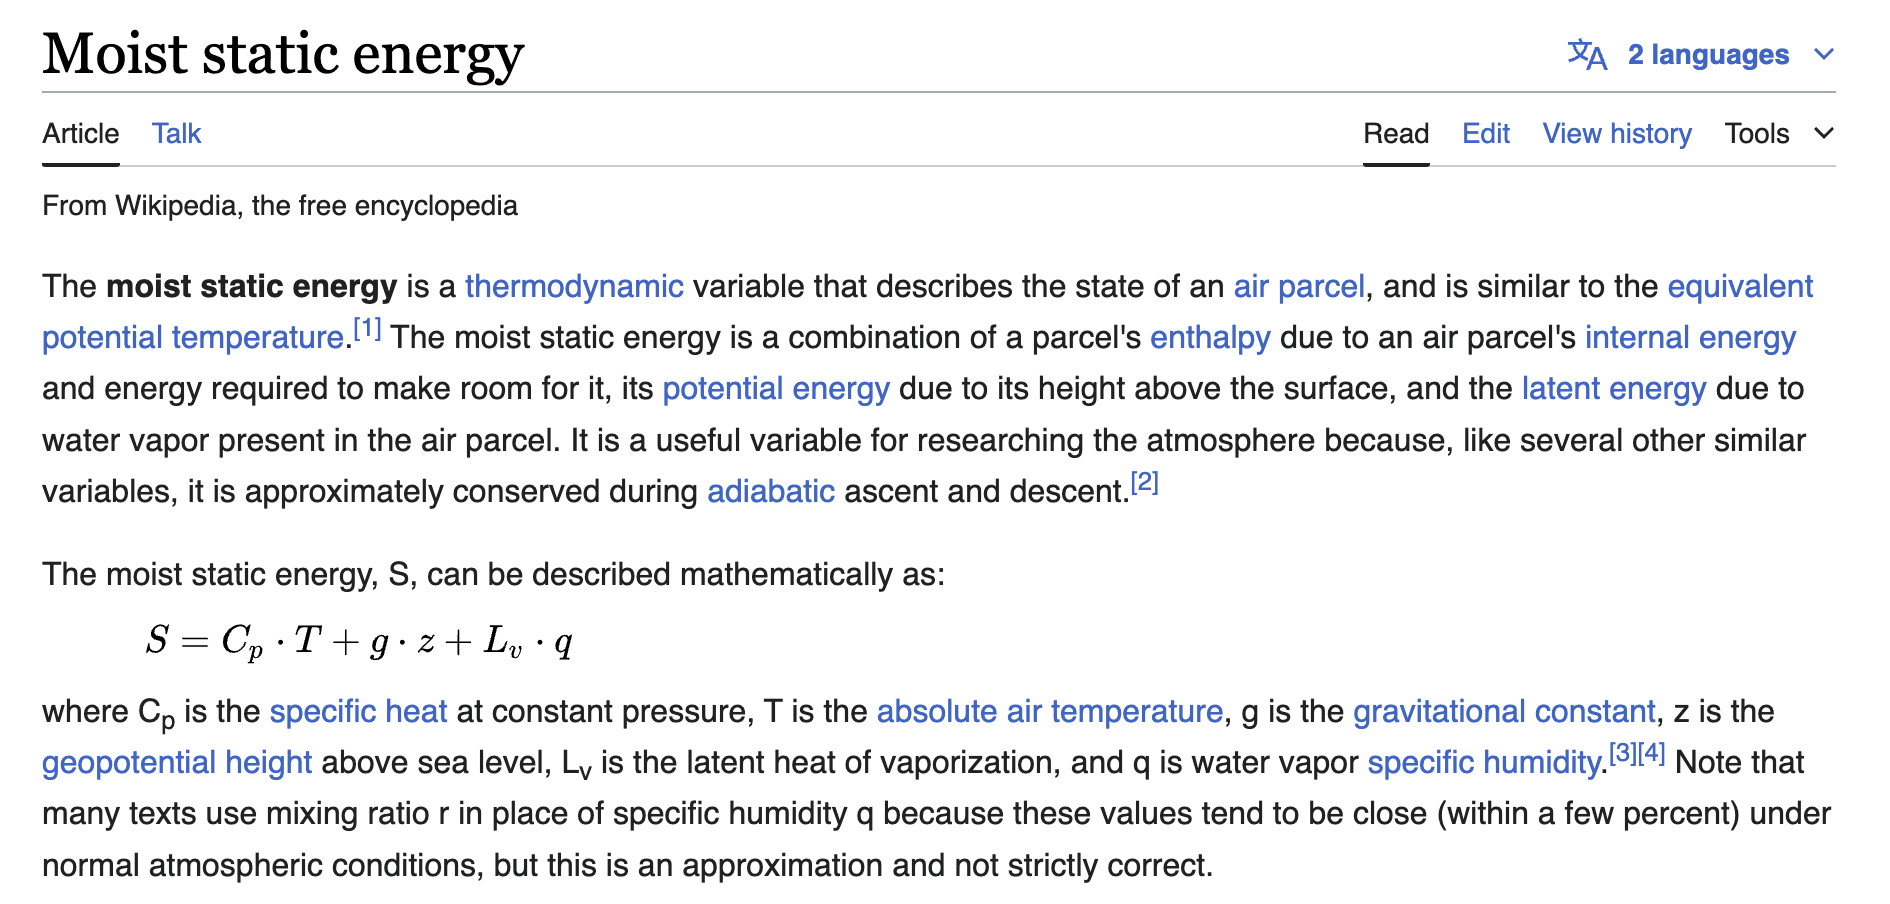 Moist static energy
2 languages
Article Talk Read Edit View history Tools
From Wikipedia, the free encyclopedia
The moist static energy is a thermodynamic variable that describes the state of an air parcel, and is similar to the equivalent
potential temperature.[1] The moist static energy is a combination of a parcel's enthalpy due to an air parcel's internal energy
and energy required to make room for it, its potential energy due to its height above the surface, and the latent energy due to
water vapor present in the air parcel. It is a useful variable for researching the atmosphere because, like several other similar
variables, it is approximately conserved during adiabatic ascent and descent.[2]
The moist static energy, S, can be described mathematically as:
S = C_p · T + g · z + L_v · q
where C_p is the specific heat at constant pressure, T is the absolute air temperature, g is the gravitational constant, z is the
geopotential height above sea level, L_v is the latent heat of vaporization, and q is water vapor specific humidity.[3][4] Note that
many texts use mixing ratio r in place of specific humidity q because these values tend to be close (within a few percent) under
normal atmospheric conditions, but this is an approximation and not strictly correct.